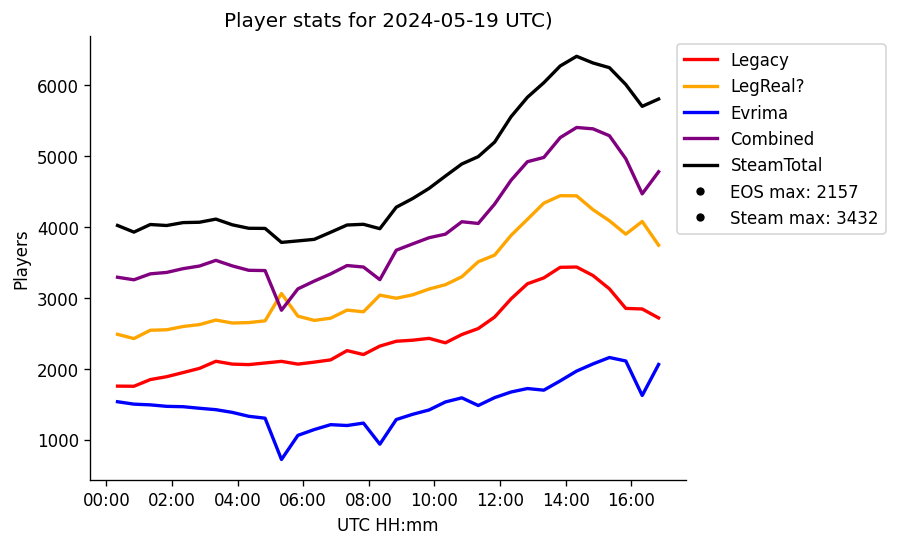 Player stats for 2024-05-19 UTC)
Legacy
LegReal?
Evrima
Combined
SteamTotal
EOS max: 2157
Steam max: 3432
Players
6000
5000
4000
3000
2000
1000
00:00 02:00 04:00 06:00 08:00 10:00 12:00 14:00 16:00
UTC HH:mm